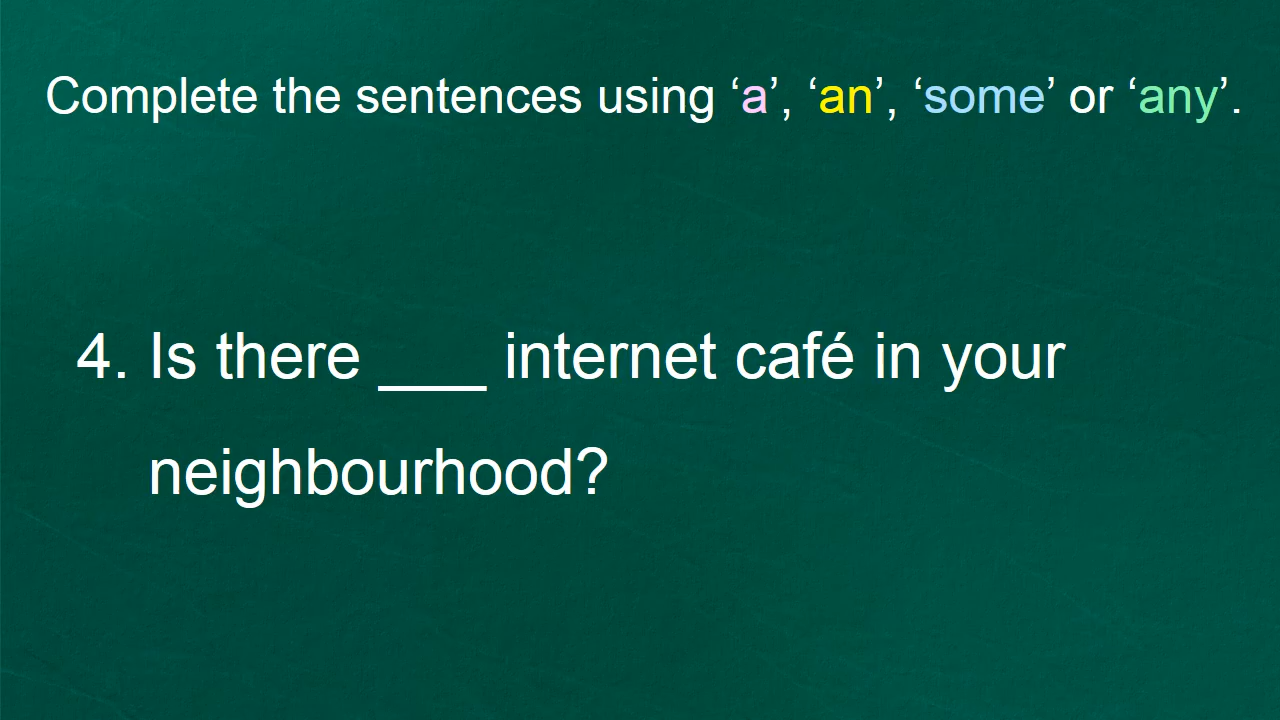 Complete the sentences using ‘a’, ‘an’, ‘some’ or ‘any’.
4. Is there ___ internet café in your
neighbourhood?